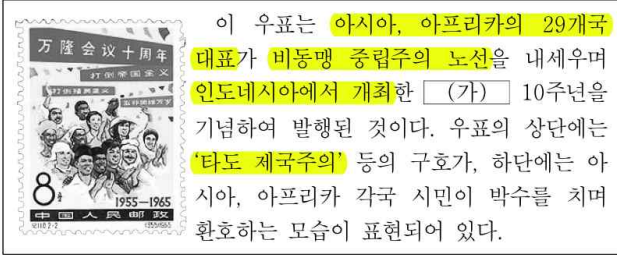 이 우표는 아시아, 아프리카의 29개국
대표가 비동맹 중립주의 노선을 내세우며
인도네시아에서 개최한 (가) 10주년을
기념하여 발행된 것이다. 우표의 상단에는
‘타도 제국주의’ 등의 구호가, 하단에는 아
시아, 아프리카 각국 시민이 박수를 치며
환호하는 모습이 표현되어 있다.
万隆会议十周年
打倒帝国主义
8分
1955—1965
中国人民邮政